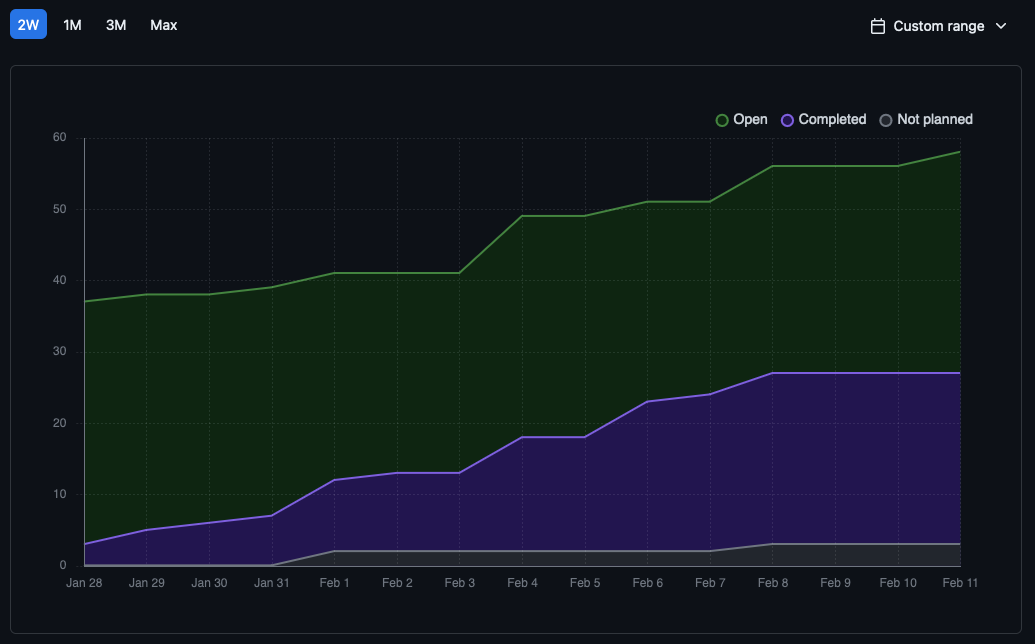 2W 1M 3M Max Custom range
Open Completed Not planned
60
50
40
30
20
10
0
Jan 28 Jan 29 Jan 30 Jan 31 Feb 1 Feb 2 Feb 3 Feb 4 Feb 5 Feb 6 Feb 7 Feb 8 Feb 9 Feb 10 Feb 11